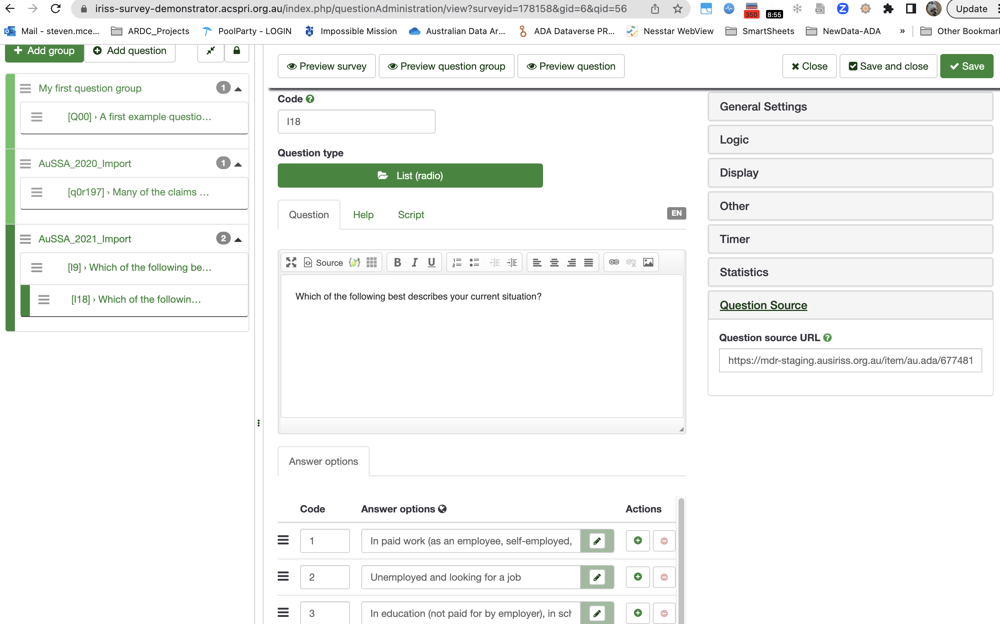 iriss-survey-demonstrator.acspri.org.au/index.php/questionAdministration/view?surveyid=178158&gid=6&qid=56
350
8:55
PDF
Z
Update
Mail - steven.mce...
ARDC_Projects
PoolParty - LOGIN
Impossible Mission
Australian Data Ar...
ADA Dataverse PR...
Nesstar WebView
SmartSheets
NewData-ADA
»
Other Bookmark
Add group
Add question
My first question group
1
[Q00] › A first example questio...
AuSSA_2020_Import
1
[q0r197] › Many of the claims ...
AuSSA_2021_Import
2
[I9] › Which of the following be...
[I18] › Which of the followin...
Preview survey
Preview question group
Preview question
Close
Save and close
Save
Code
I18
Question type
List (radio)
Question
Help
Script
EN
Source
B I U
Which of the following best describes your current situation?
Answer options
Code
Answer options
Actions
1
In paid work (as an employee, self-employed,
2
Unemployed and looking for a job
3
In education (not paid for by employer), in sch
General Settings
Logic
Display
Other
Timer
Statistics
Question Source
Question source URL
https://mdr-staging.ausiriss.org.au/item/au.ada/677481